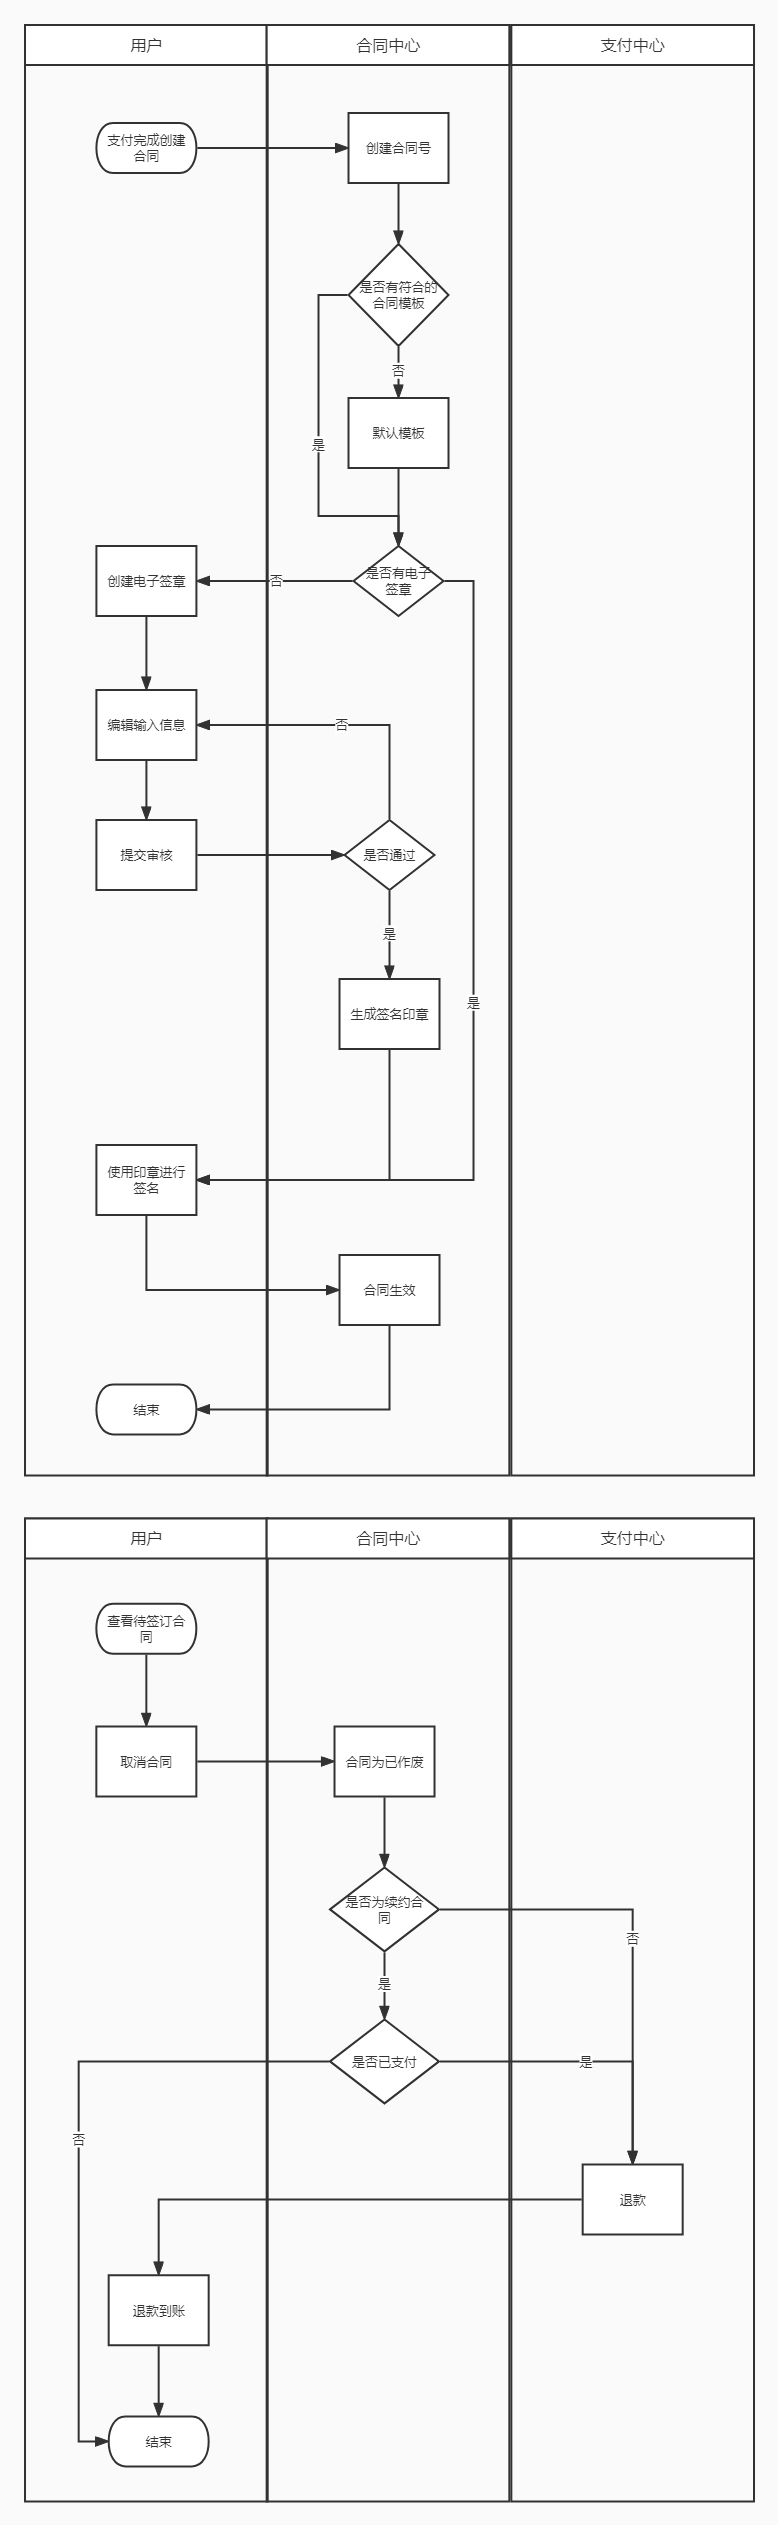 用户
合同中心
支付中心
支付完成创建
合同
创建合同号
是否有符合的
合同模板
否
默认模板
是
是否有电子
签章
否
创建电子签章
编辑输入信息
否
提交审核
是否通过
是
生成签名印章
是
使用印章进行
签名
合同生效
结束
用户
合同中心
支付中心
查看待签订合
同
取消合同
合同为已作废
是否为续约合
同
否
是
是否已支付
是
否
退款
退款到账
结束